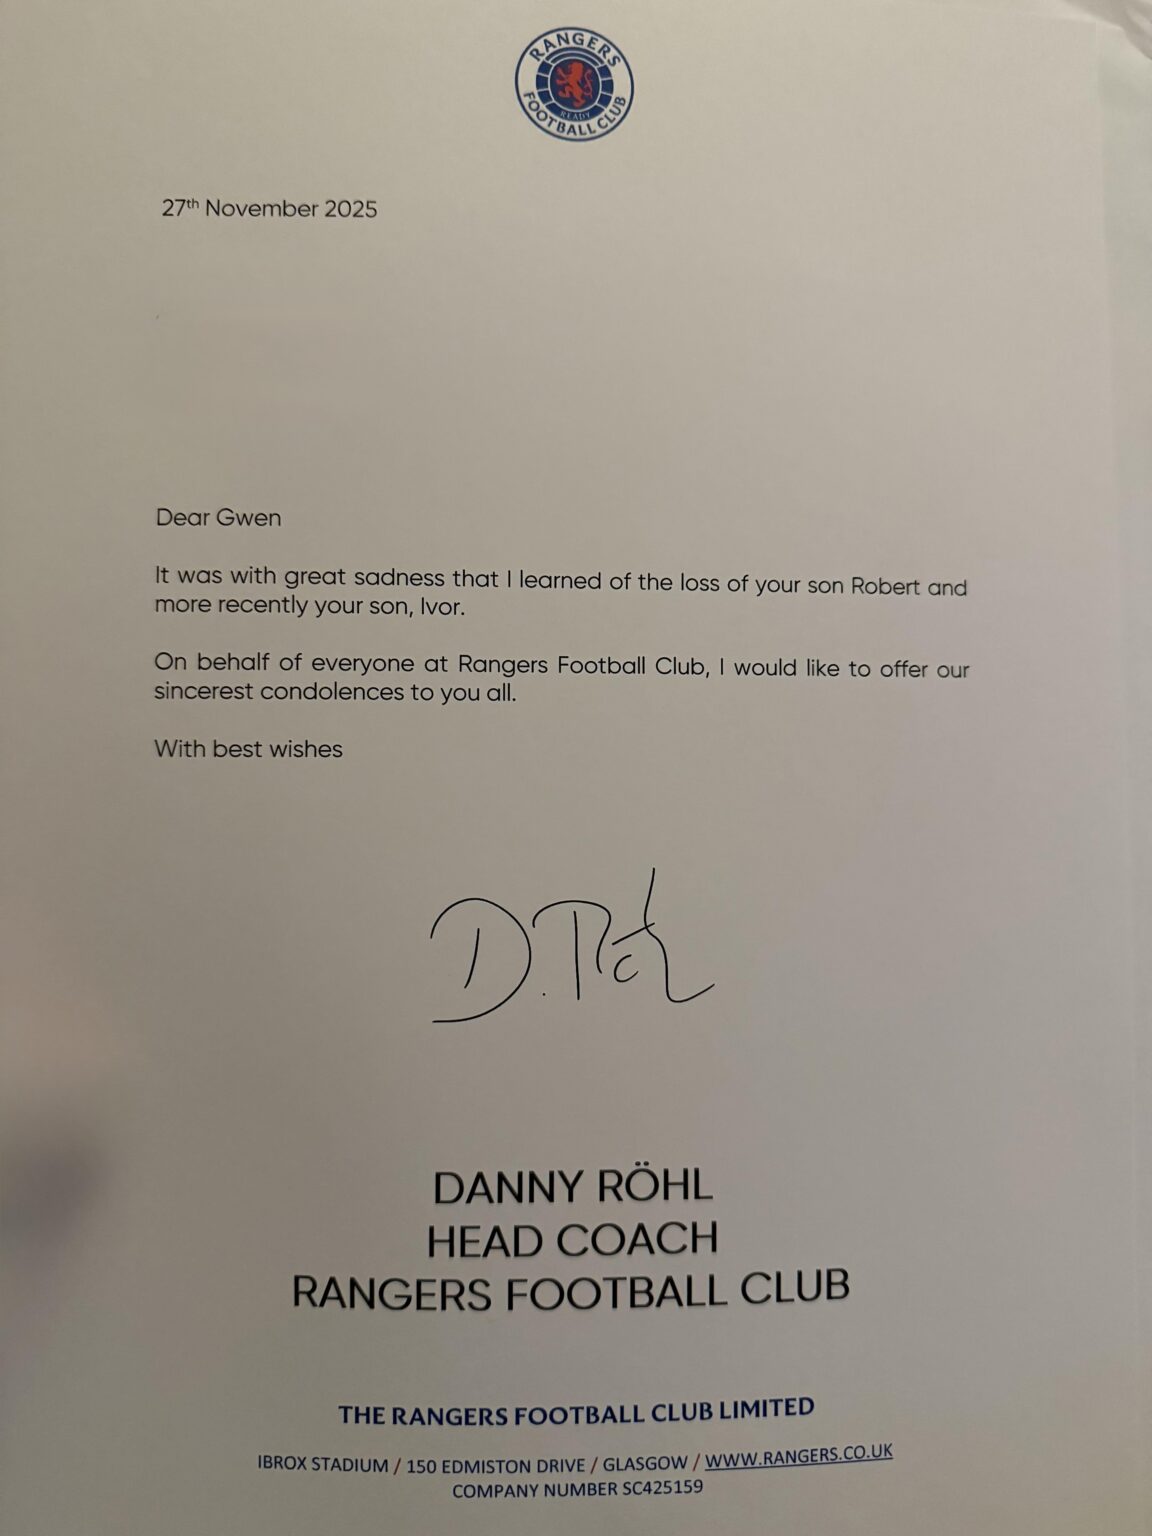 RANGERS
READY
FOOTBALL CLUB
27th November 2025
Dear Gwen
It was with great sadness that I learned of the loss of your son Robert and
more recently your son, Ivor.
On behalf of everyone at Rangers Football Club, I would like to offer our
sincerest condolences to you all.
With best wishes
DANNY RÖHL
HEAD COACH
RANGERS FOOTBALL CLUB
THE RANGERS FOOTBALL CLUB LIMITED
IBROX STADIUM / 150 EDMISTON DRIVE / GLASGOW / WWW.RANGERS.CO.UK
COMPANY NUMBER SC425159